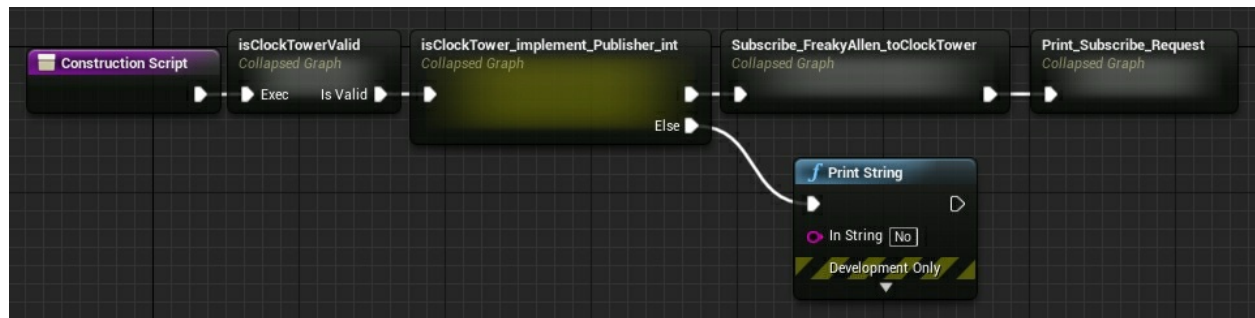 Construction Script
isClockTowerValid
Collapsed Graph
Exec Is Valid
isClockTower_implement_Publisher_int
Collapsed Graph
Else
Subscribe_FreakyAllen_toClockTower
Collapsed Graph
Print_Subscribe_Request
Collapsed Graph
f Print String
In String No
Development Only